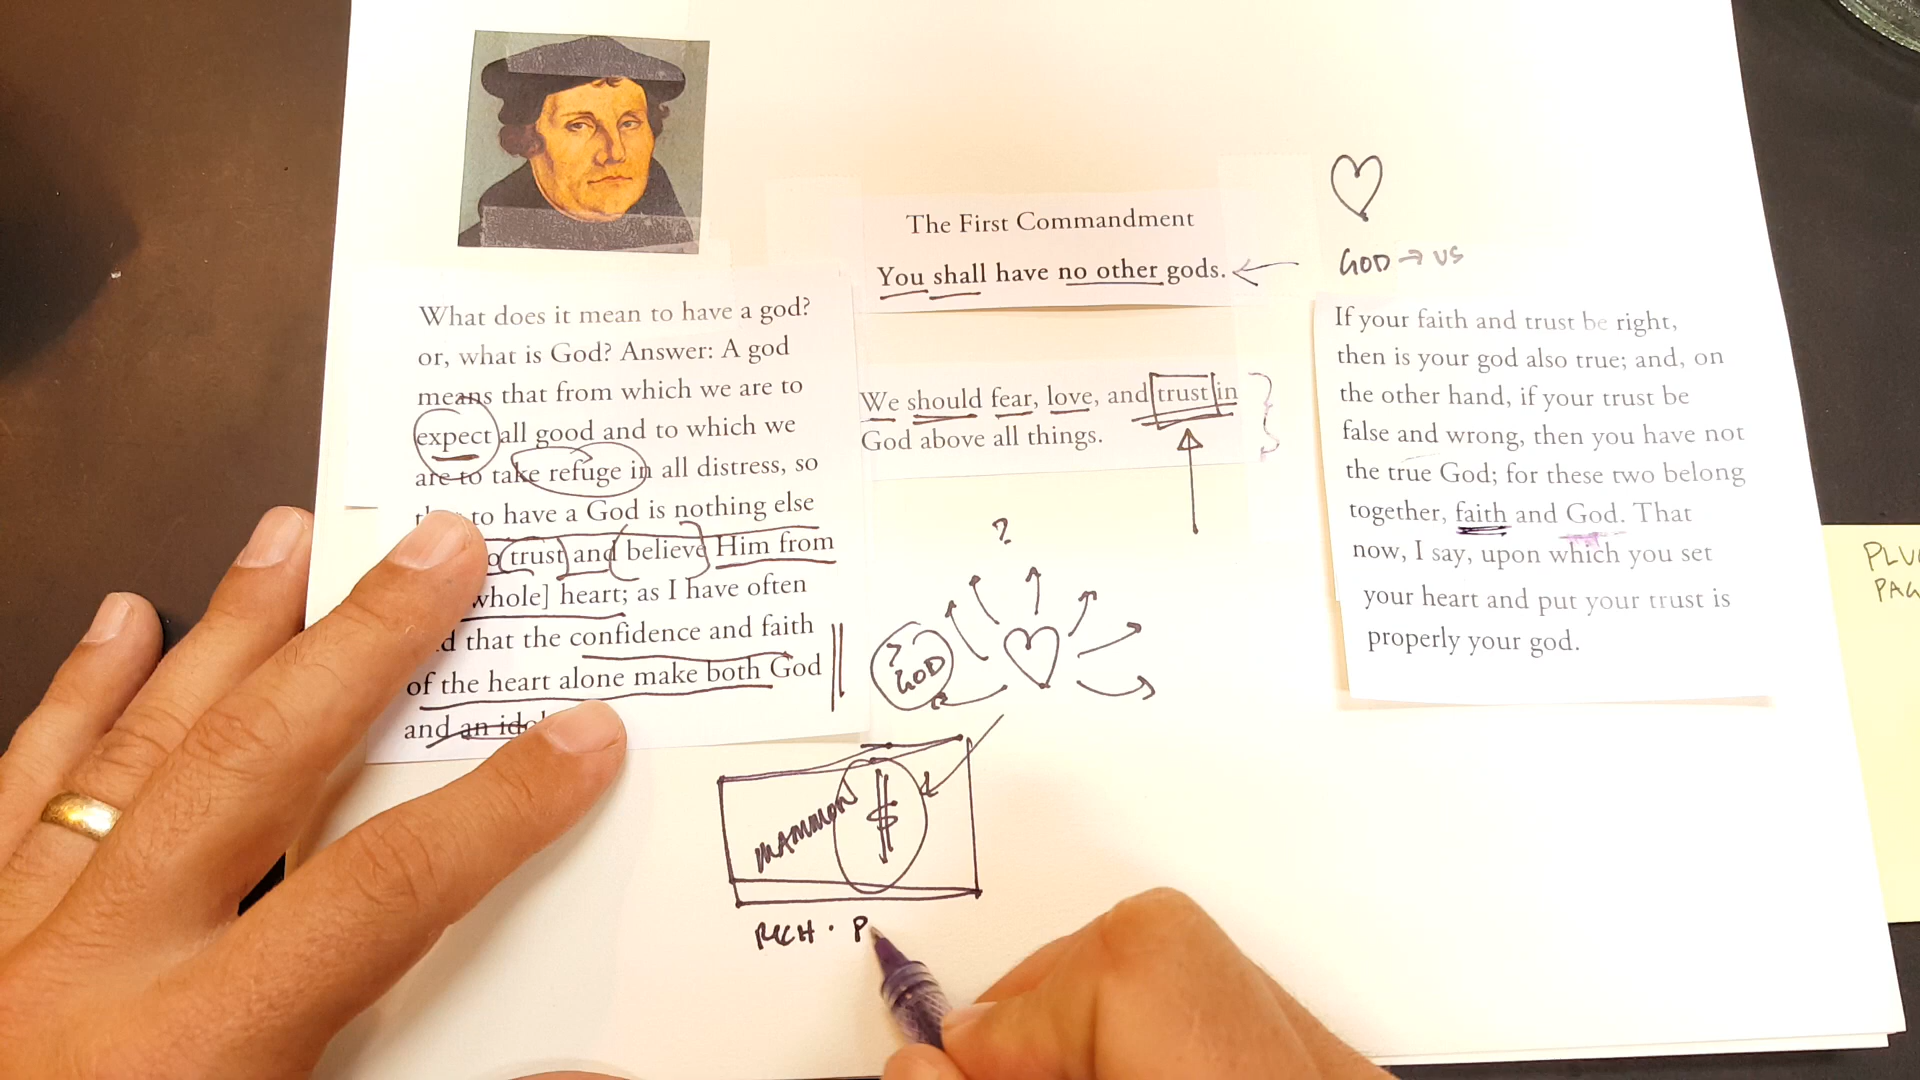 The First Commandment
You shall have no other gods.
GOD → US
What does it mean to have a god?
or, what is God? Answer: A god
means that from which we are to
expect all good and to which we
are to take refuge in all distress, so
to have a God is nothing else
trust and believe Him from
whole] heart; as I have often
that the confidence and faith
of the heart alone make both God
and an idol
We should fear, love, and trust in
God above all things.
?
? GOD
MAMMON $
RICH · P
If your faith and trust be right,
then is your god also true; and, on
the other hand, if your trust be
false and wrong, then you have not
the true God; for these two belong
together, faith and God. That
now, I say, upon which you set
your heart and put your trust is
properly your god.
PLU
PAG